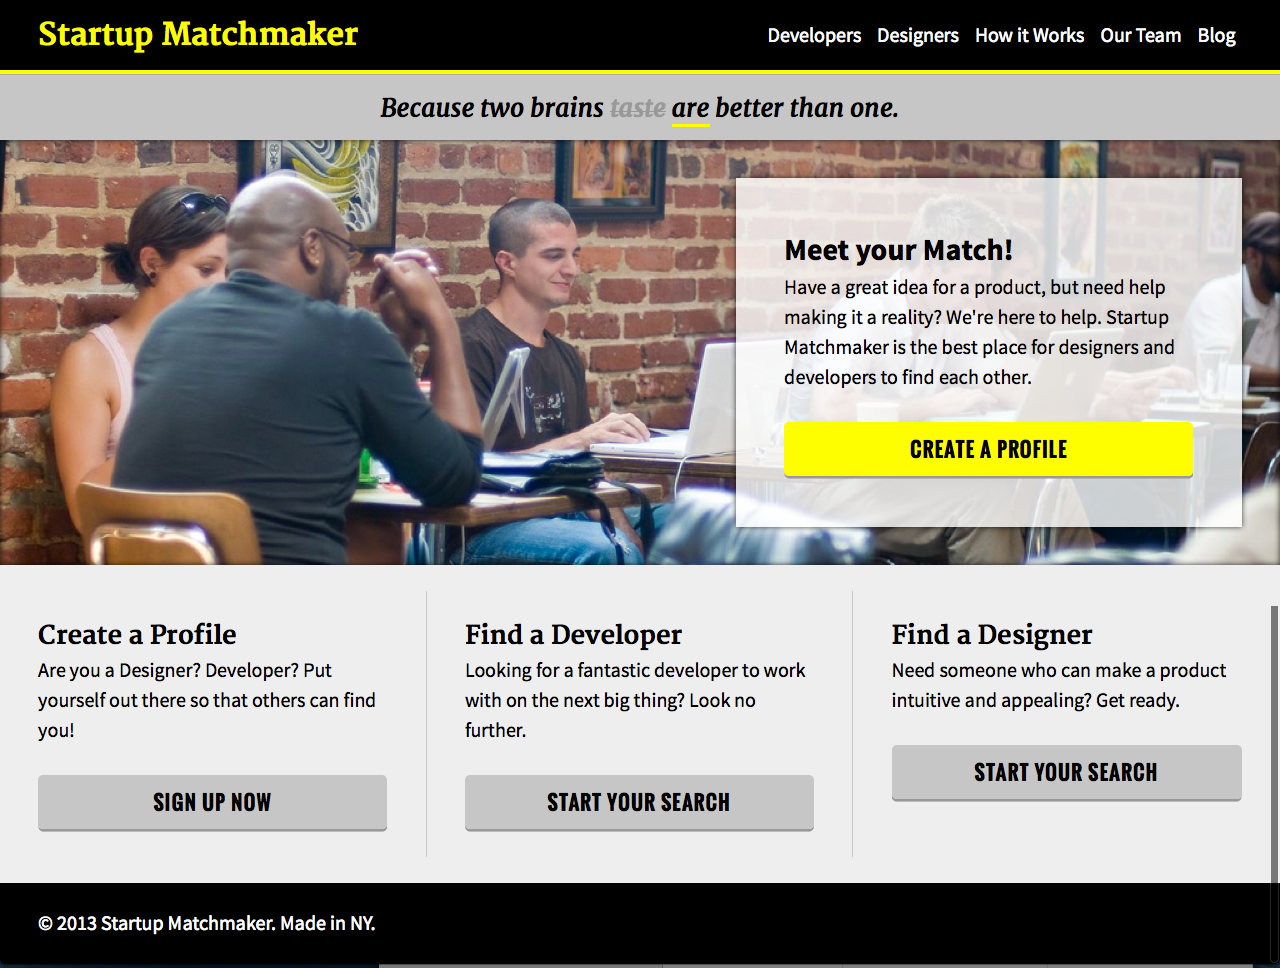 Startup Matchmaker
Developers Designers How it Works Our Team Blog
Because two brains taste are better than one.
Meet your Match!
Have a great idea for a product, but need help
making it a reality? We're here to help. Startup
Matchmaker is the best place for designers and
developers to find each other.
CREATE A PROFILE
Create a Profile
Are you a Designer? Developer? Put
yourself out there so that others can find
you!
SIGN UP NOW
Find a Developer
Looking for a fantastic developer to work
with on the next big thing? Look no
further.
START YOUR SEARCH
Find a Designer
Need someone who can make a product
intuitive and appealing? Get ready.
START YOUR SEARCH
© 2013 Startup Matchmaker. Made in NY.